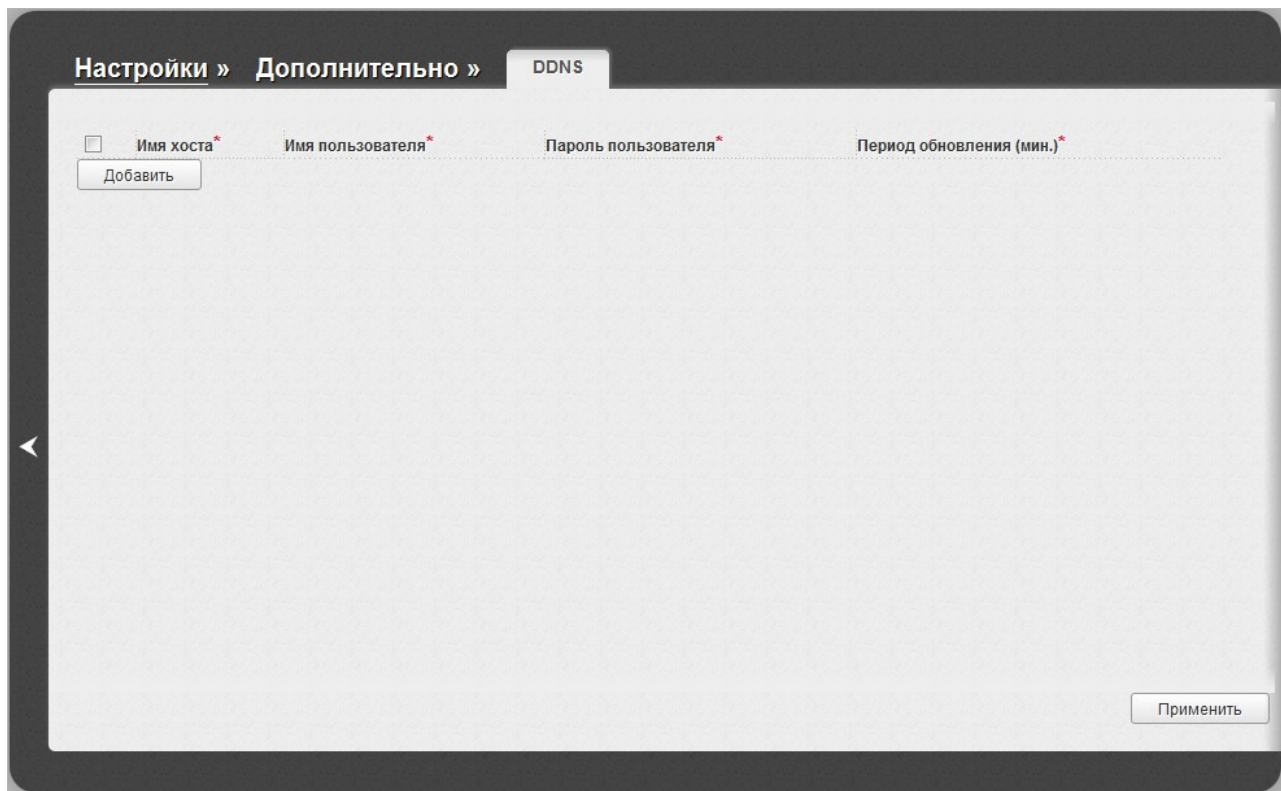 Настройки » Дополнительно » DDNS
Имя хоста* Имя пользователя* Пароль пользователя* Период обновления (мин.)*
Добавить
Применить